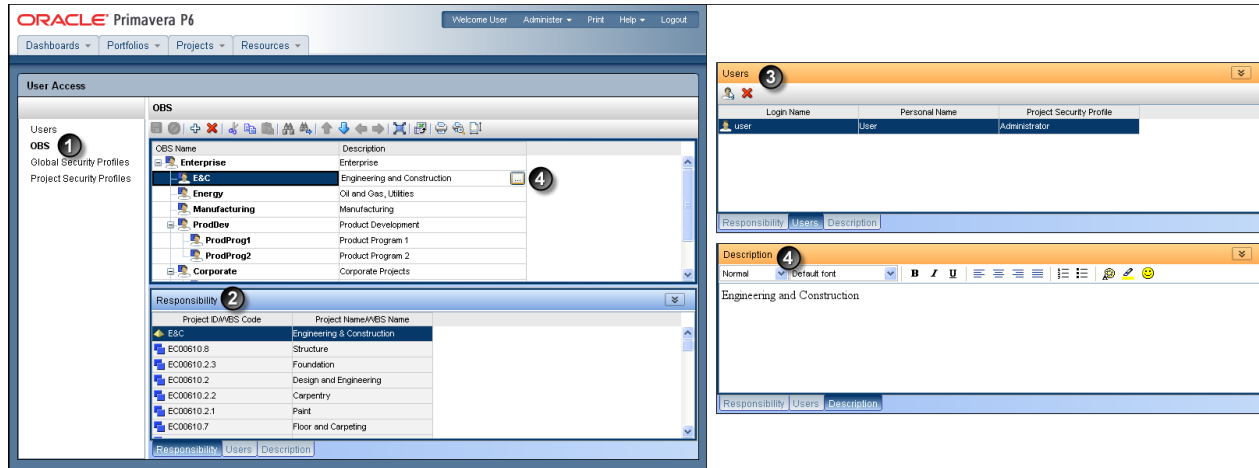 ORACLE Primavera P6
Welcome User Administer Print Help Logout
Dashboards Portfolios Projects Resources
User Access
Users
OBS
Global Security Profiles
Project Security Profiles
1
OBS
OBS Name Description
Enterprise Enterprise
E&C Engineering and Construction ... 4
Energy Oil and Gas, Utilities
Manufacturing Manufacturing
ProdDev Product Development
ProdProg1 Product Program 1
ProdProg2 Product Program 2
Corporate Corporate Projects
Responsibility 2
Project ID/WBS Code Project Name/WBS Name
E&C Engineering & Construction
EC00610.8 Structure
EC00610.2.3 Foundation
EC00610.2 Design and Engineering
EC00610.2.2 Carpentry
EC00610.2.1 Paint
EC00610.7 Floor and Carpeting
Responsibility Users Description
Users 3
Login Name Personal Name Project Security Profile
user User Administrator
Responsibility Users Description
Description 4
Normal Default font B I U
Engineering and Construction
Responsibility Users Description